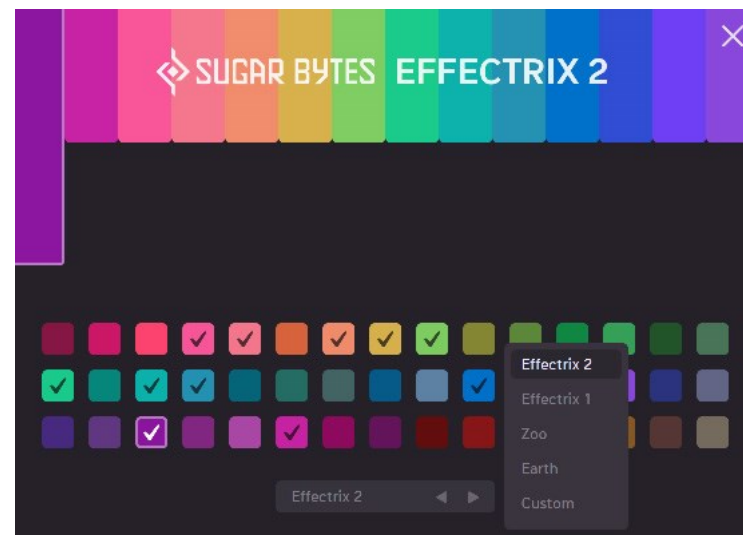 SUGAR BYTES EFFECTRIX 2
Effectrix 2
Effectrix 1
Zoo
Earth
Effectrix 2
Custom